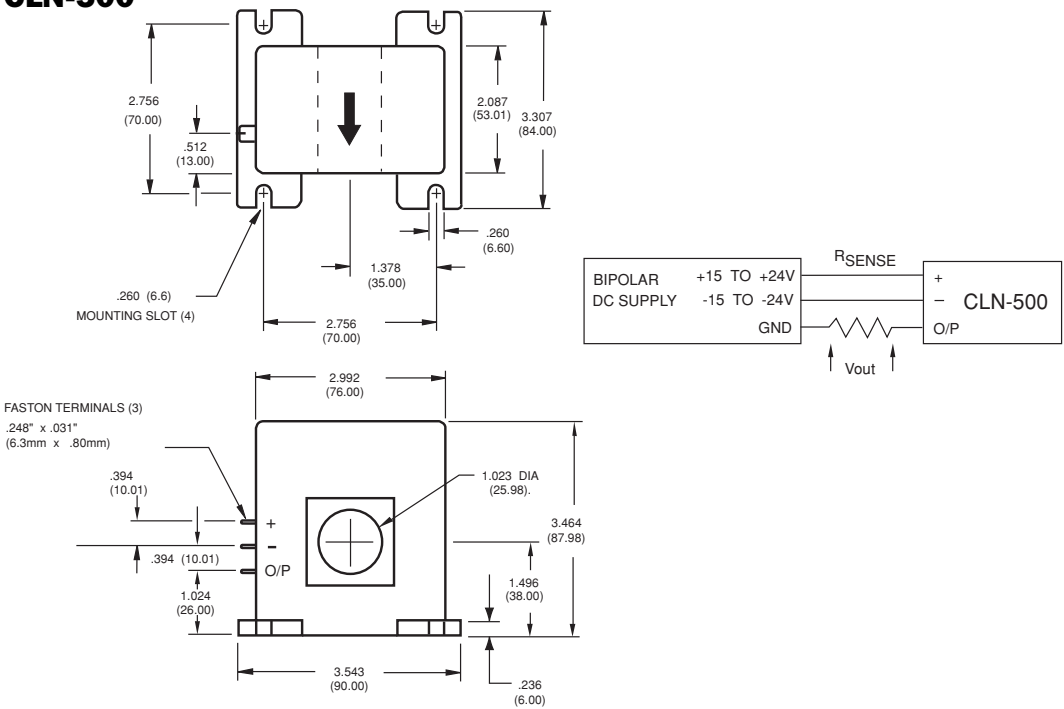 CLN-500
2.756
(70.00)
.512
(13.00)
2.087
(53.01)
3.307
(84.00)
.260
(6.60)
1.378
(35.00)
.260 (6.6)
MOUNTING SLOT (4)
2.756
(70.00)
BIPOLAR
DC SUPPLY
+15 TO +24V
-15 TO -24V
GND
RSENSE
+
–
O/P
CLN-500
Vout
2.992
(76.00)
FASTON TERMINALS (3)
.248" x .031"
(6.3mm x .80mm)
.394
(10.01)
+
-
O/P
.394 (10.01)
1.024
(26.00)
1.023 DIA
(25.98).
3.464
(87.98)
1.496
(38.00)
3.543
(90.00)
.236
(6.00)